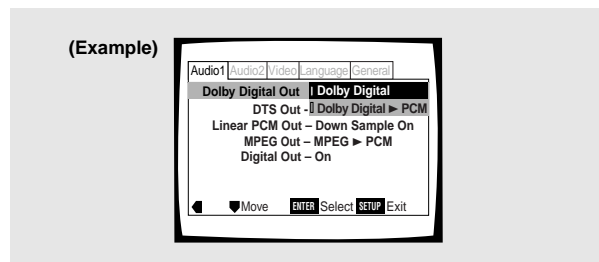 (Example)
Audio1 Audio2 Video Language General
Dolby Digital Out Dolby Digital
DTS Out - Dolby Digital ► PCM
Linear PCM Out – Down Sample On
MPEG Out – MPEG ► PCM
Digital Out – On
Move ENTER Select SETUP Exit